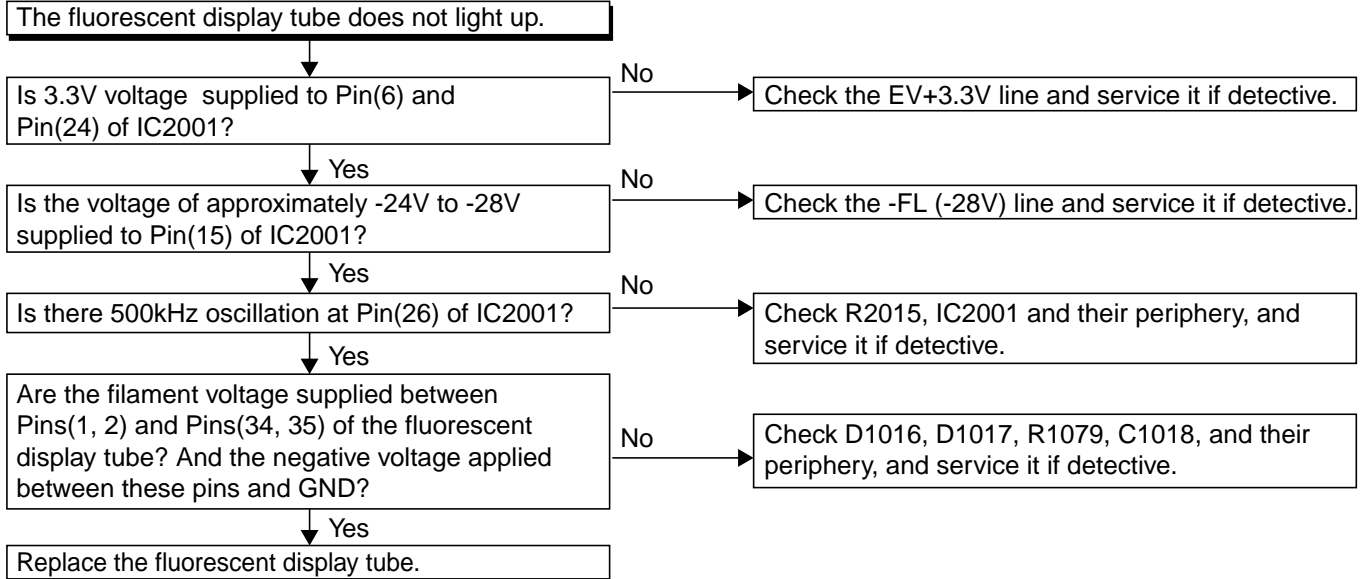 The fluorescent display tube does not light up.
Is 3.3V voltage supplied to Pin(6) and
Pin(24) of IC2001?
No
Check the EV+3.3V line and service it if detective.
Yes
Is the voltage of approximately -24V to -28V
supplied to Pin(15) of IC2001?
No
Check the -FL (-28V) line and service it if detective.
Yes
Is there 500kHz oscillation at Pin(26) of IC2001?
No
Check R2015, IC2001 and their periphery, and
service it if detective.
Yes
Are the filament voltage supplied between
Pins(1, 2) and Pins(34, 35) of the fluorescent
display tube? And the negative voltage applied
between these pins and GND?
No
Check D1016, D1017, R1079, C1018, and their
periphery, and service it if detective.
Yes
Replace the fluorescent display tube.